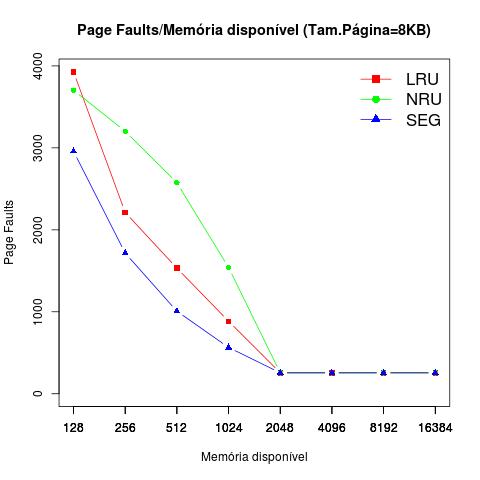 Page Faults/Memória disponível (Tam.Página=8KB)
LRU
NRU
SEG
Page Faults
4000
3000
2000
1000
0
128 256 512 1024 2048 4096 8192 16384
Memória disponível